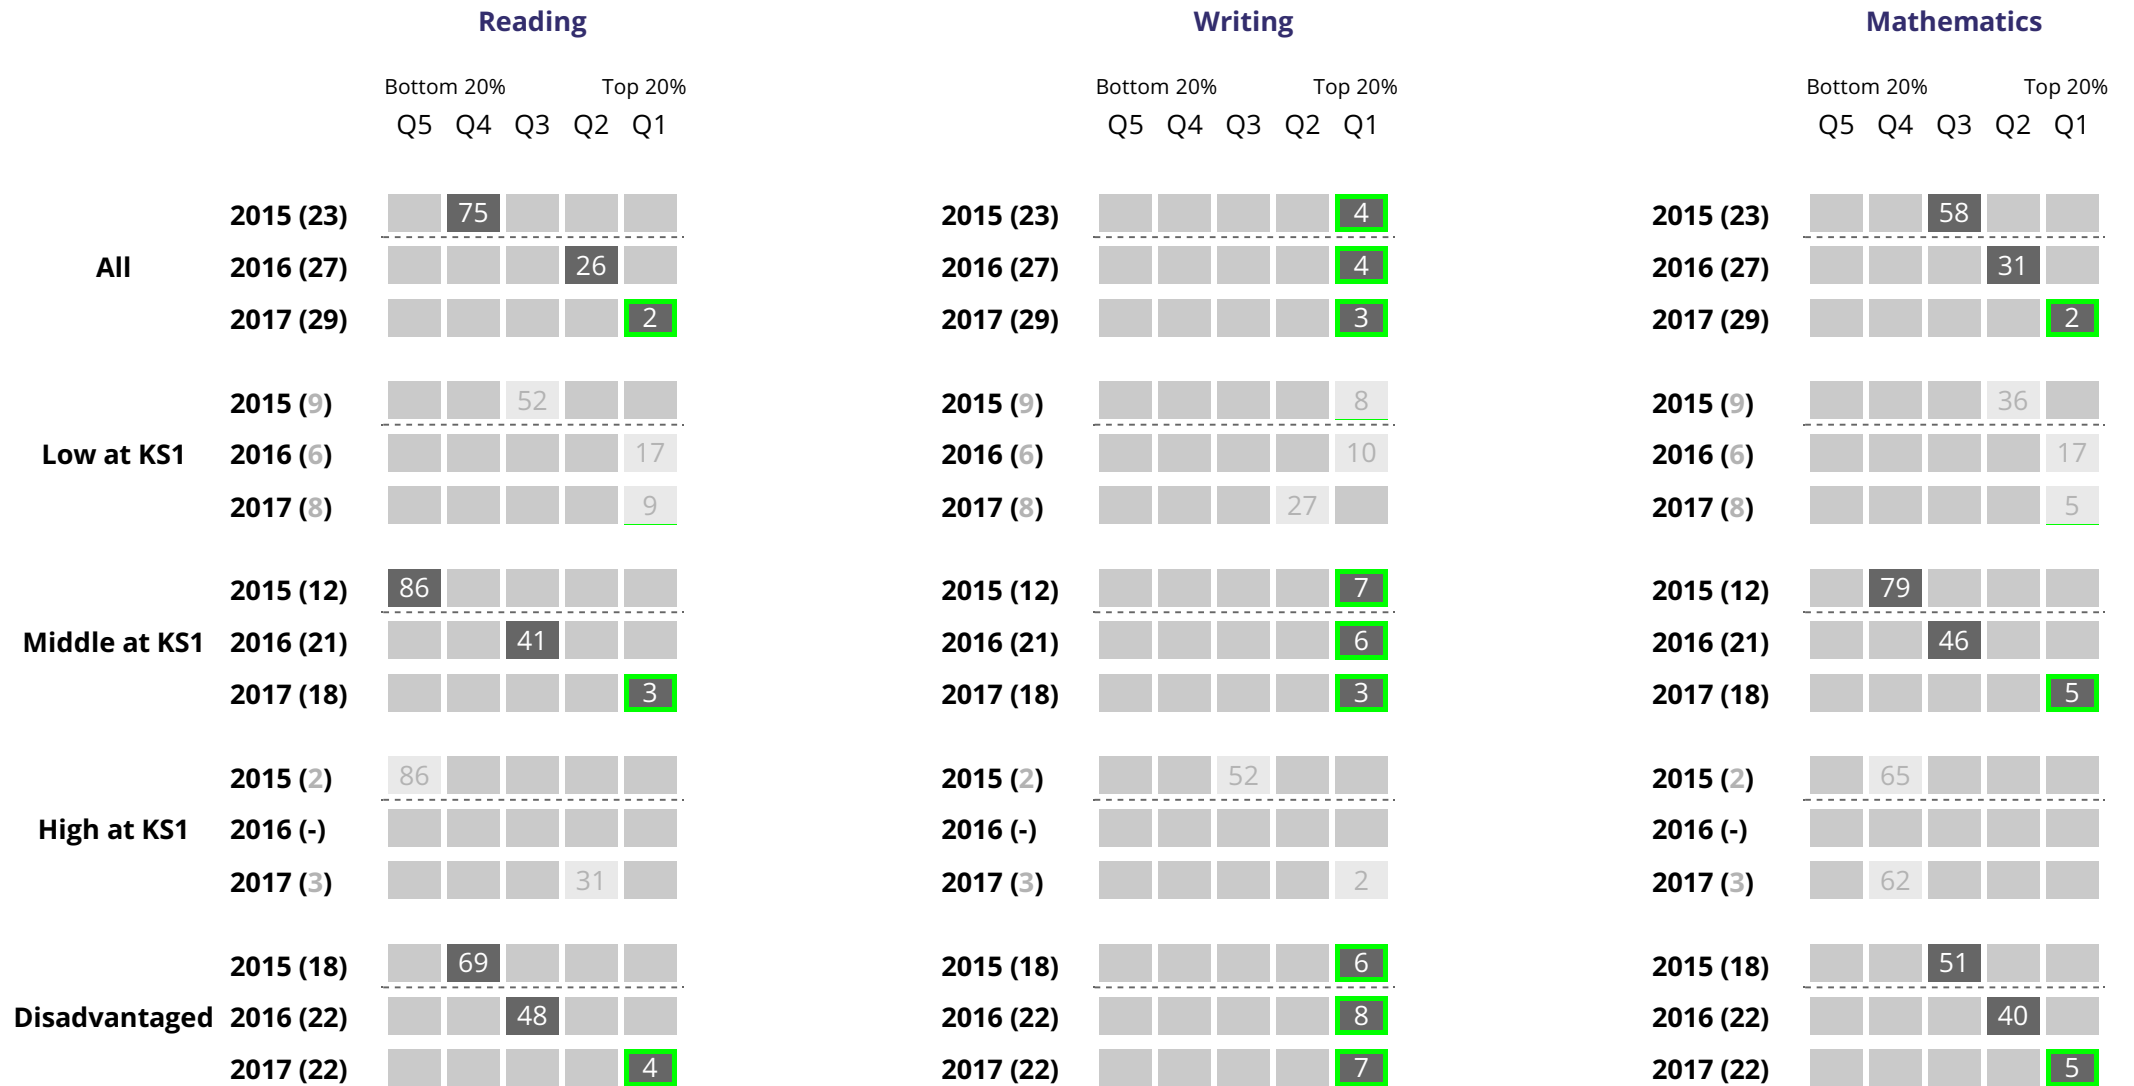 Reading Writing Mathematics
Bottom 20% Top 20% Bottom 20% Top 20% Bottom 20% Top 20%
Q5 Q4 Q3 Q2 Q1 Q5 Q4 Q3 Q2 Q1 Q5 Q4 Q3 Q2 Q1
2015 (23) 75 2015 (23) 4 2015 (23) 58
All 2016 (27) 26 2016 (27) 4 2016 (27) 31
2017 (29) 2 2017 (29) 3 2017 (29) 2
2015 (9) 52 2015 (9) 8 2015 (9) 36
Low at KS1 2016 (6) 17 2016 (6) 10 2016 (6) 17
2017 (8) 9 2017 (8) 27 2017 (8) 5
2015 (12) 86 2015 (12) 7 2015 (12) 79
Middle at KS1 2016 (21) 41 2016 (21) 6 2016 (21) 46
2017 (18) 3 2017 (18) 3 2017 (18) 5
2015 (2) 86 2015 (2) 52 2015 (2) 65
High at KS1 2016 (-) 2016 (-) 2016 (-)
2017 (3) 31 2017 (3) 2 2017 (3) 62
2015 (18) 69 2015 (18) 6 2015 (18) 51
Disadvantaged 2016 (22) 48 2016 (22) 8 2016 (22) 40
2017 (22) 4 2017 (22) 7 2017 (22) 5